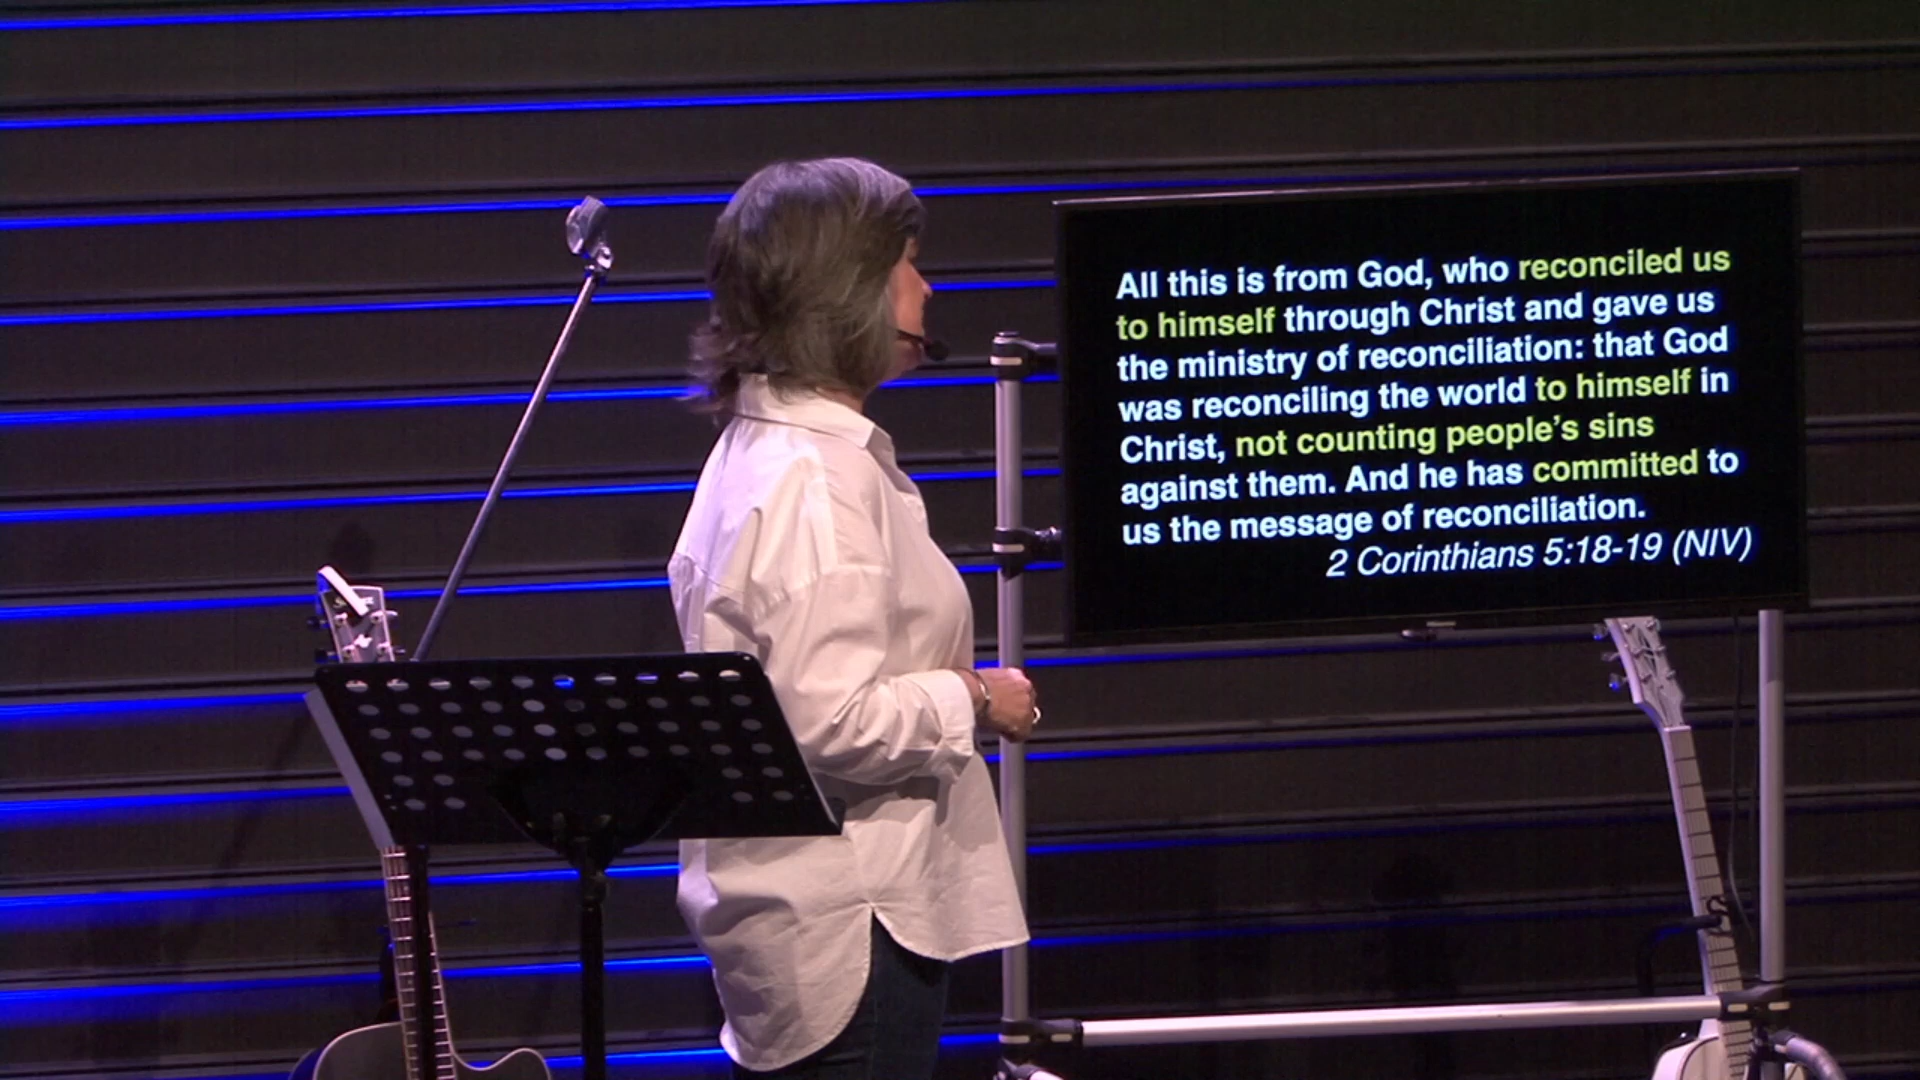 All this is from God, who reconciled us
to himself through Christ and gave us
the ministry of reconciliation: that God
was reconciling the world to himself in
Christ, not counting people's sins
against them. And he has committed to
us the message of reconciliation.
2 Corinthians 5:18-19 (NIV)